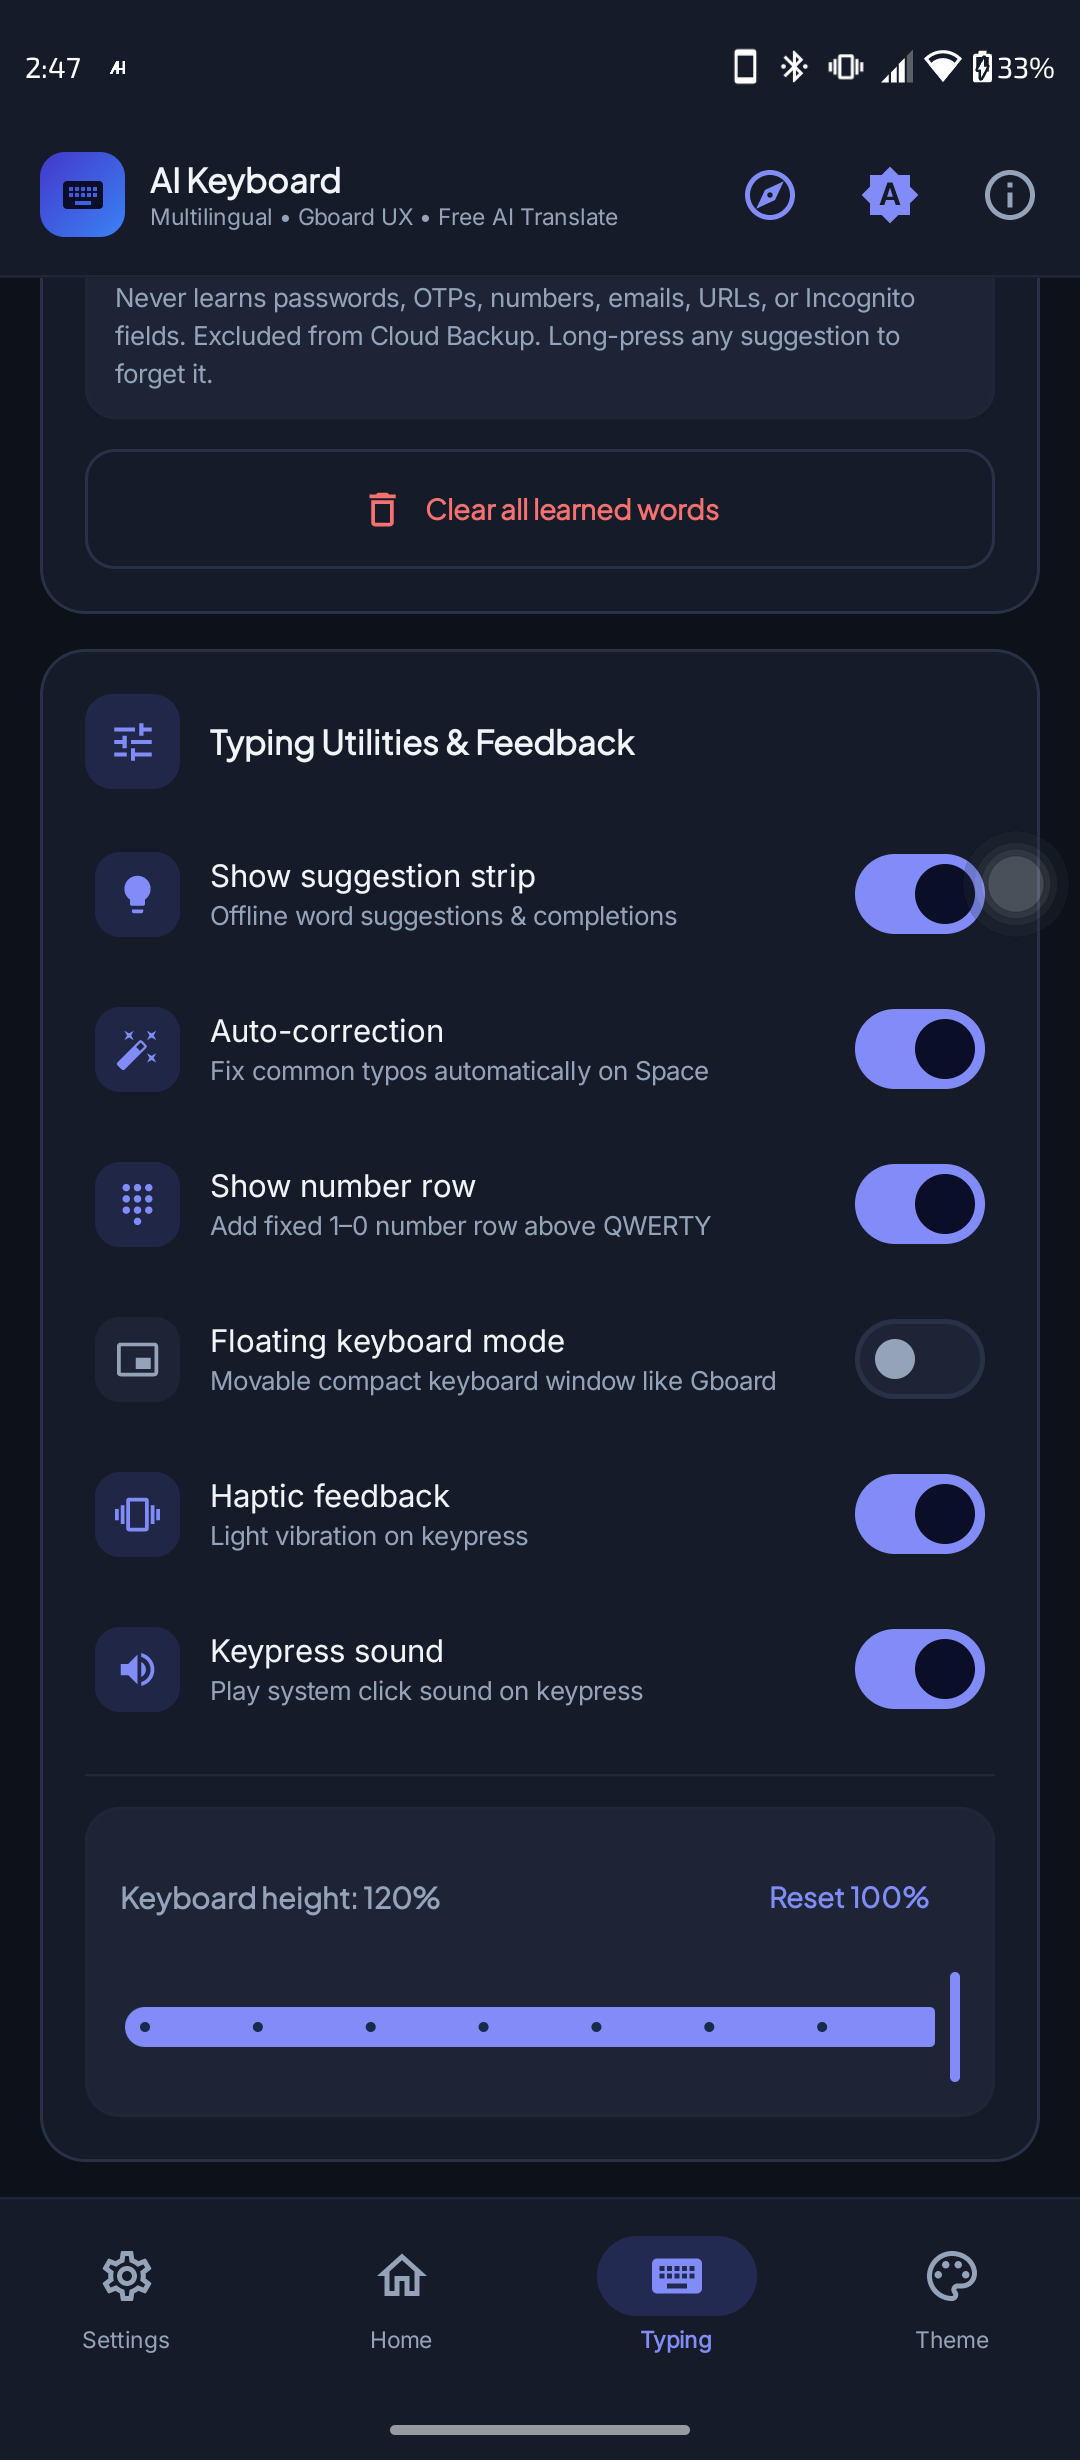 2:47
33%
AI Keyboard
Multilingual • Gboard UX • Free AI Translate
A
Never learns passwords, OTPs, numbers, emails, URLs, or Incognito
fields. Excluded from Cloud Backup. Long-press any suggestion to
forget it.
Clear all learned words
Typing Utilities & Feedback
Show suggestion strip
Offline word suggestions & completions
Auto-correction
Fix common typos automatically on Space
Show number row
Add fixed 1–0 number row above QWERTY
Floating keyboard mode
Movable compact keyboard window like Gboard
Haptic feedback
Light vibration on keypress
Keypress sound
Play system click sound on keypress
Keyboard height: 120%
Reset 100%
Settings
Home
Typing
Theme